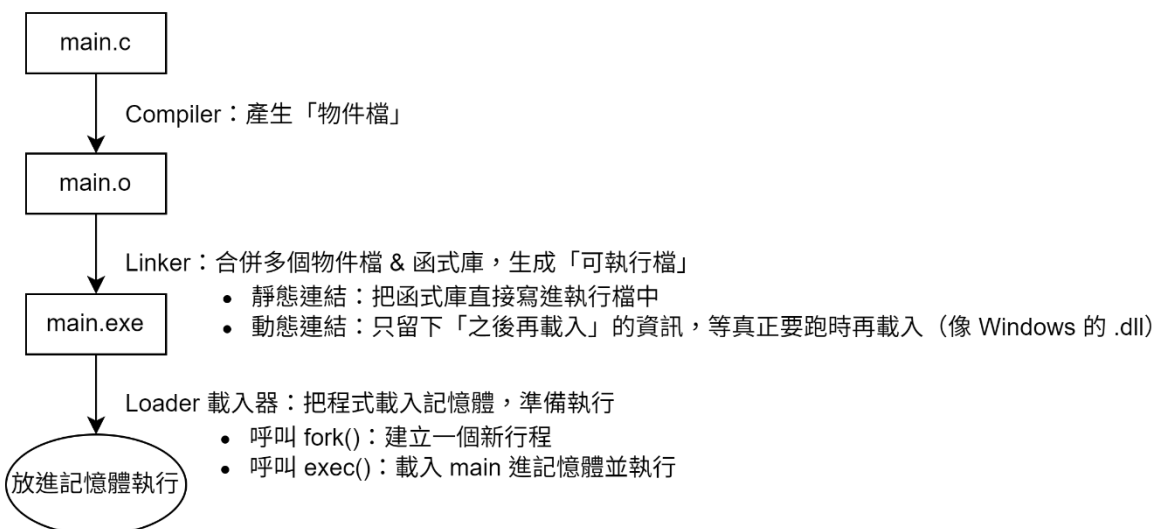 main.c
Compiler：產生「物件檔」
main.o
Linker：合併多個物件檔 & 函式庫，生成「可執行檔」
• 靜態連結：把函式庫直接寫進執行檔中
main.exe
• 動態連結：只留下「之後再載入」的資訊，等真正要跑時再載入（像 Windows 的 .dll）
Loader 載入器：把程式載入記憶體，準備執行
• 呼叫 fork()：建立一個新行程
• 呼叫 exec()：載入 main 進記憶體並執行
放進記憶體執行